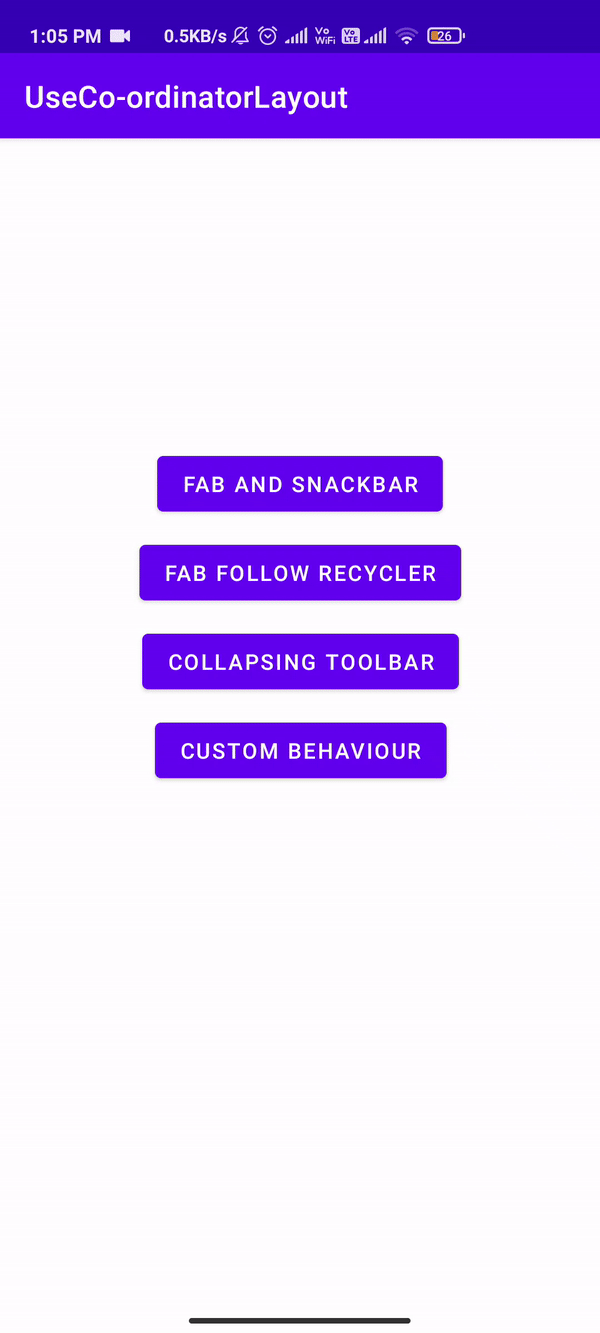 1:05 PM 0.5KB/s Vo WiFi Vo LTE 26
UseCo-ordinatorLayout
FAB AND SNACKBAR
FAB FOLLOW RECYCLER
COLLAPSING TOOLBAR
CUSTOM BEHAVIOUR